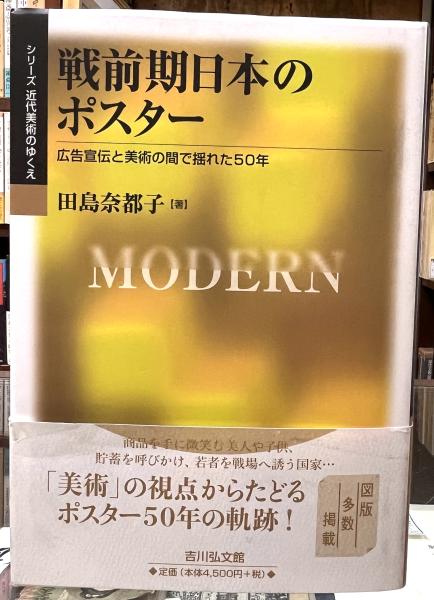 シリーズ 近代美術のゆくえ
戦前期日本の
ポスター
広告宣伝と美術の間で揺れた50年
田島奈都子【著】
MODERN
商品を手に微笑む美人や子供、
貯蓄を呼びかけ、若者を戦場へ誘う国家…
「美術」の視点からたどる
ポスター50年の軌跡!
図版
多数
掲載
吉川弘文館
◆定価(本体4,500円+税)◆